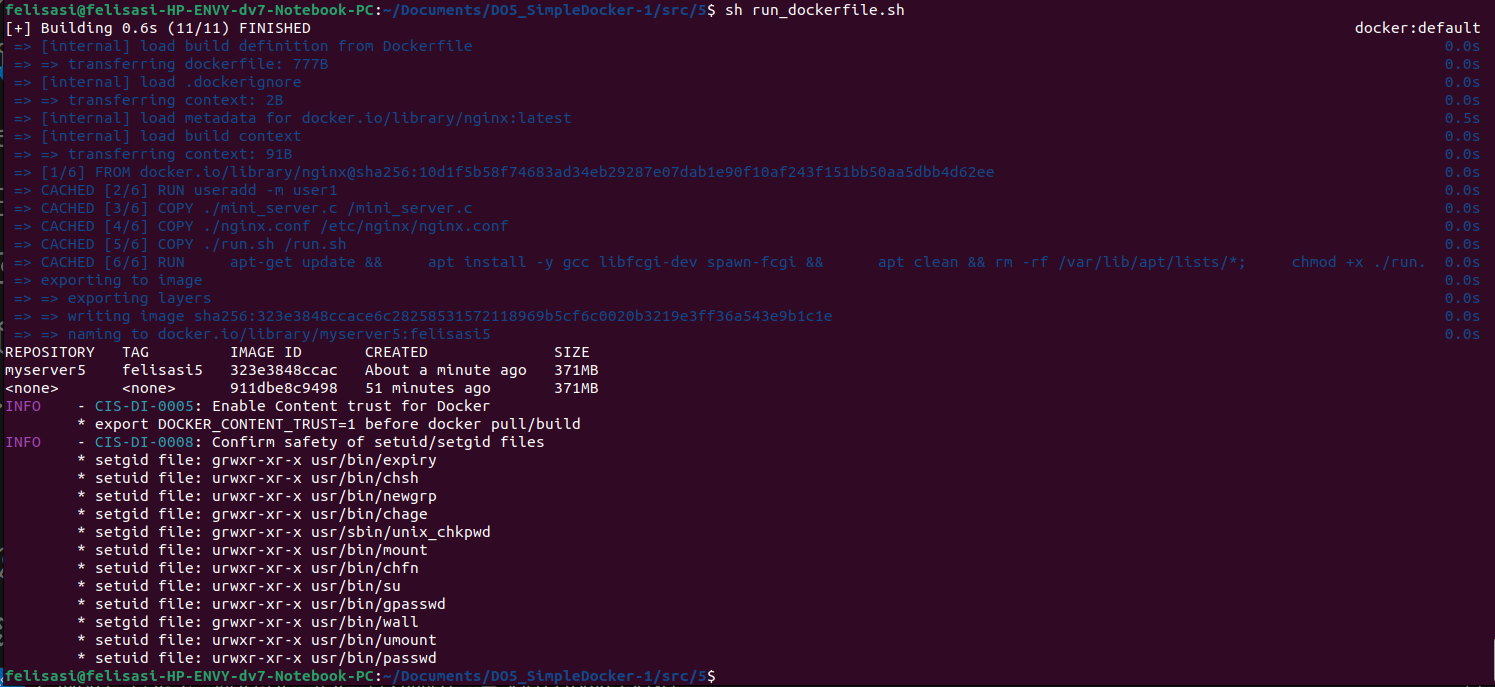 felisasi@felisasi-HP-ENVY-dv7-Notebook-PC:~/Documents/DO5_SimpleDocker-1/src/5$ sh run_dockerfile.sh
[+] Building 0.6s (11/11) FINISHED docker:default
=> [internal] load build definition from Dockerfile 0.0s
=> => transferring dockerfile: 777B 0.0s
=> [internal] load .dockerignore 0.0s
=> => transferring context: 2B 0.0s
=> [internal] load metadata for docker.io/library/nginx:latest 0.5s
=> [internal] load build context 0.0s
=> => transferring context: 91B 0.0s
=> [1/6] FROM docker.io/library/nginx@sha256:10d1f5b58f74683ad34eb29287e07dab1e90f10af243f151bb50aa5dbb4d62ee 0.0s
=> CACHED [2/6] RUN useradd -m user1 0.0s
=> CACHED [3/6] COPY ./mini_server.c /mini_server.c 0.0s
=> CACHED [4/6] COPY ./nginx.conf /etc/nginx/nginx.conf 0.0s
=> CACHED [5/6] COPY ./run.sh /run.sh 0.0s
=> CACHED [6/6] RUN apt-get update && apt install -y gcc libfcgi-dev spawn-fcgi && apt clean && rm -rf /var/lib/apt/lists/*; chmod +x ./run. 0.0s
=> exporting to image 0.0s
=> => exporting layers 0.0s
=> => writing image sha256:323e3848ccace6c28258531572118969b5cf6c0020b3219e3ff36a543e9b1c1e 0.0s
=> => naming to docker.io/library/myserver5:felisasi5 0.0s
REPOSITORY TAG IMAGE ID CREATED SIZE
myserver5 felisasi5 323e3848ccac About a minute ago 371MB
<none> <none> 911dbe8c9498 51 minutes ago 371MB
INFO - CIS-DI-0005: Enable Content trust for Docker
* export DOCKER_CONTENT_TRUST=1 before docker pull/build
INFO - CIS-DI-0008: Confirm safety of setuid/setgid files
* setgid file: grwxr-xr-x usr/bin/expiry
* setuid file: urwxr-xr-x usr/bin/chsh
* setuid file: urwxr-xr-x usr/bin/newgrp
* setgid file: grwxr-xr-x usr/bin/chage
* setgid file: grwxr-xr-x usr/sbin/unix_chkpwd
* setuid file: urwxr-xr-x usr/bin/mount
* setuid file: urwxr-xr-x usr/bin/chfn
* setuid file: urwxr-xr-x usr/bin/su
* setuid file: urwxr-xr-x usr/bin/gpasswd
* setgid file: grwxr-xr-x usr/bin/wall
* setuid file: urwxr-xr-x usr/bin/umount
* setuid file: urwxr-xr-x usr/bin/passwd
felisasi@felisasi-HP-ENVY-dv7-Notebook-PC:~/Documents/DO5_SimpleDocker-1/src/5$